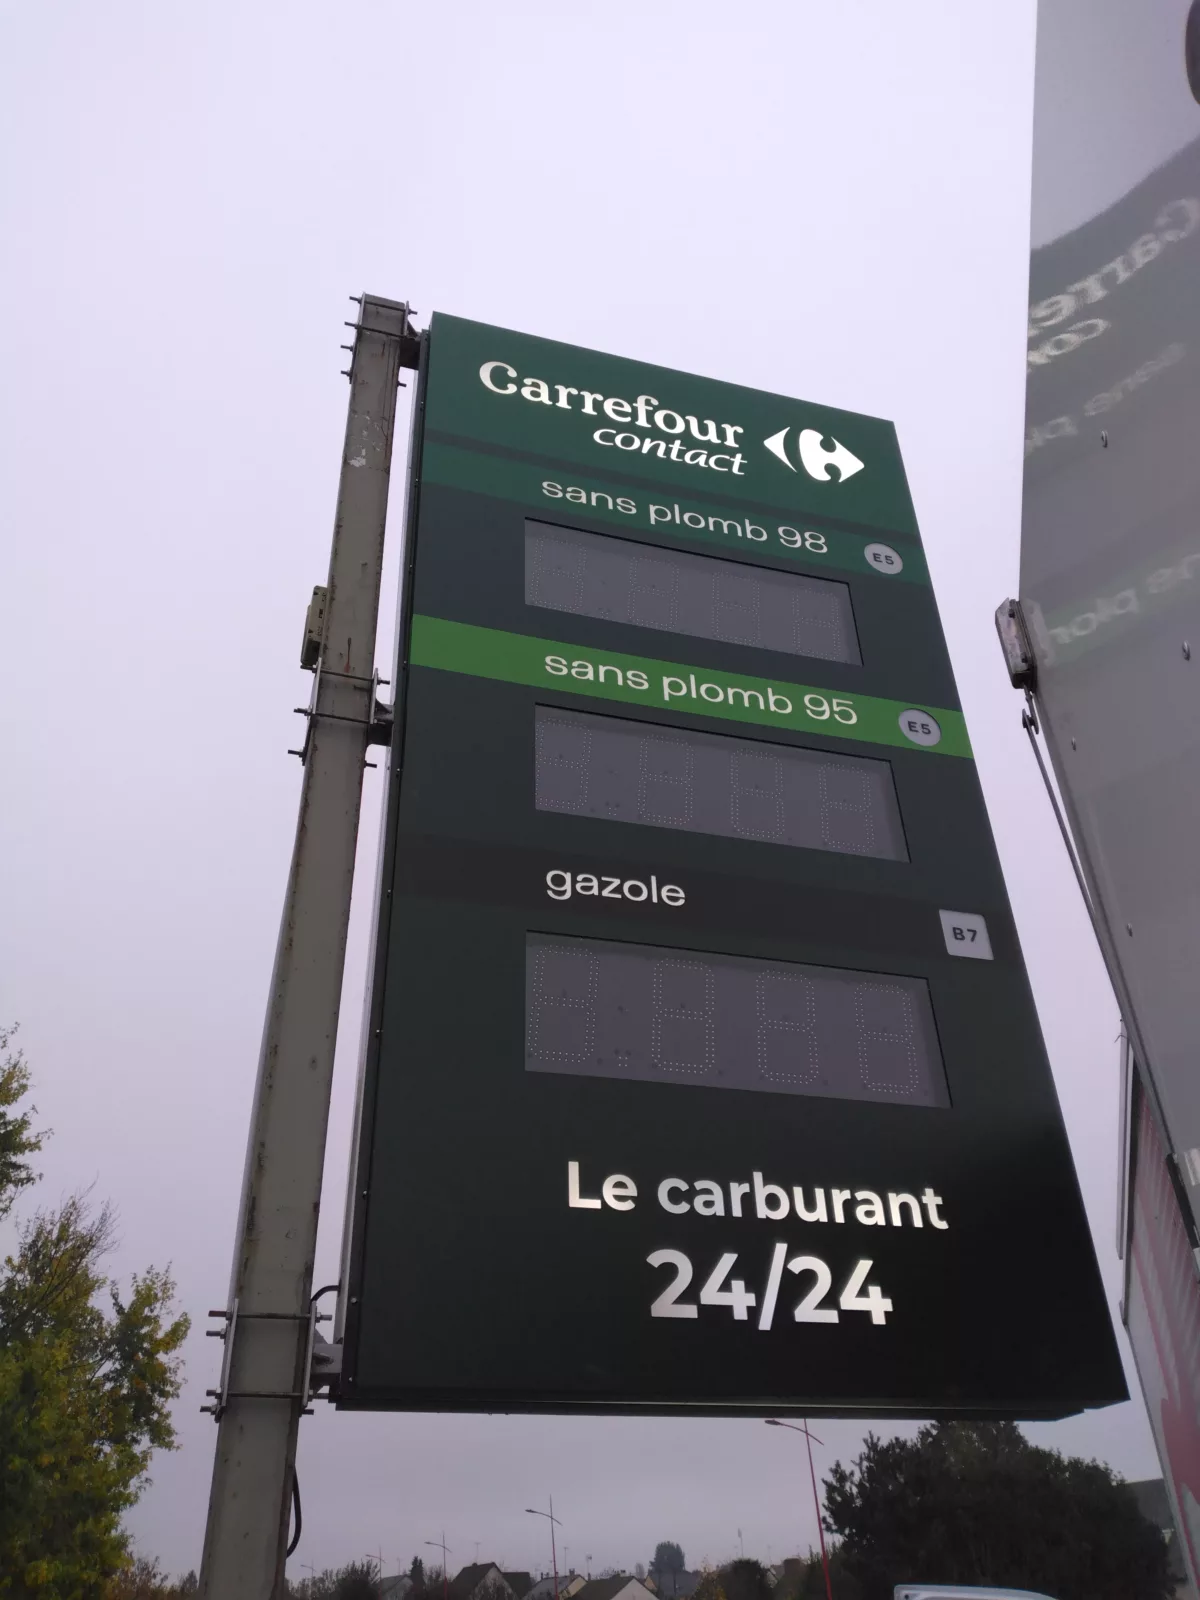 Carrefour
contact
sans plomb 98
E5
sans plomb 95
E5
gazole
B7
Le carburant
24/24